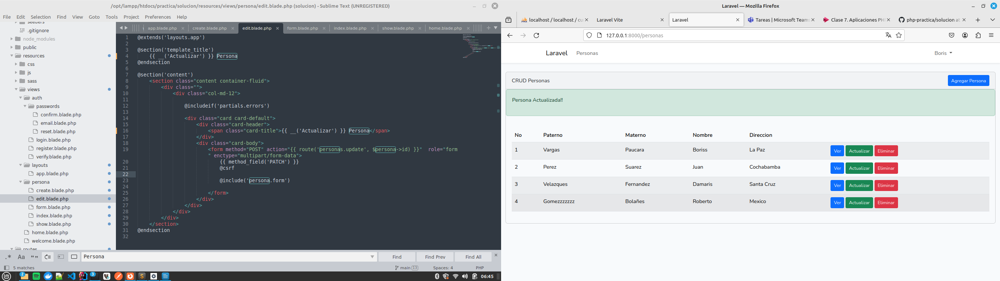 /opt/lampp/htdocs/practica/solucion/resources/views/persona/edit.blade.php (solucion) - Sublime Text (UNREGISTERED)
File Edit Selection Find View Goto Tools Project Preferences Help
seeders
.gitignore
node_modules
public
resources
css
js
sass
views
auth
passwords
confirm.blade.php
email.blade.php
reset.blade.php
login.blade.php
register.blade.php
verify.blade.php
layouts
app.blade.php
persona
create.blade.php
edit.blade.php
form.blade.php
index.blade.php
show.blade.php
home.blade.php
welcome.blade.php
routes
app.blade.php create.blade.php edit.blade.php form.blade.php index.blade.php show.blade.php home.blade.php
1 @extends('layouts.app')
2
3 @section('template_title')
4 {{ __('Actualizar') }} Persona
5 @endsection
6
7 @section('content')
8 <section class="content container-fluid">
9 <div class="">
10 <div class="col-md-12">
11
12 @includeif('partials.errors')
13
14 <div class="card card-default">
15 <div class="card-header">
16 <span class="card-title">{{ __('Actualizar') }} Persona</span>
17 </div>
18 <div class="card-body">
19 <form method="POST" action="{{ route('personas.update', $persona->id) }}"  role="form
" enctype="multipart/form-data">
20 {{ method_field('PATCH') }}
21 @csrf
22
23 @include('persona.form')
24
25 </form>
26 </div>
27 </div>
28 </div>
29 </div>
30 </section>
31 @endsection
32
.* Aa “” Persona Find Find Prev Find All
5 matches main 13 Spaces: 4 PHP
2 3 06:45
Laravel — Mozilla Firefox
localhost / localhost / cu Laravel Vite Laravel Tareas | Microsoft Teams Clase 7. Aplicaciones PH php-practica/solucion at
127.0.0.1:8000/personas
Laravel Personas Boris
CRUD Personas Agregar Persona
Persona Actualizada!!
No Paterno Materno Nombre Direccion
1 Vargas Paucara Boriss La Paz Ver Actualizar Eliminar
2 Perez Suarez Juan Cochabamba Ver Actualizar Eliminar
3 Velazques Fernandez Damaris Santa Cruz Ver Actualizar Eliminar
4 Gomezzzzzzz Bolañes Roberto Mexico Ver Actualizar Eliminar